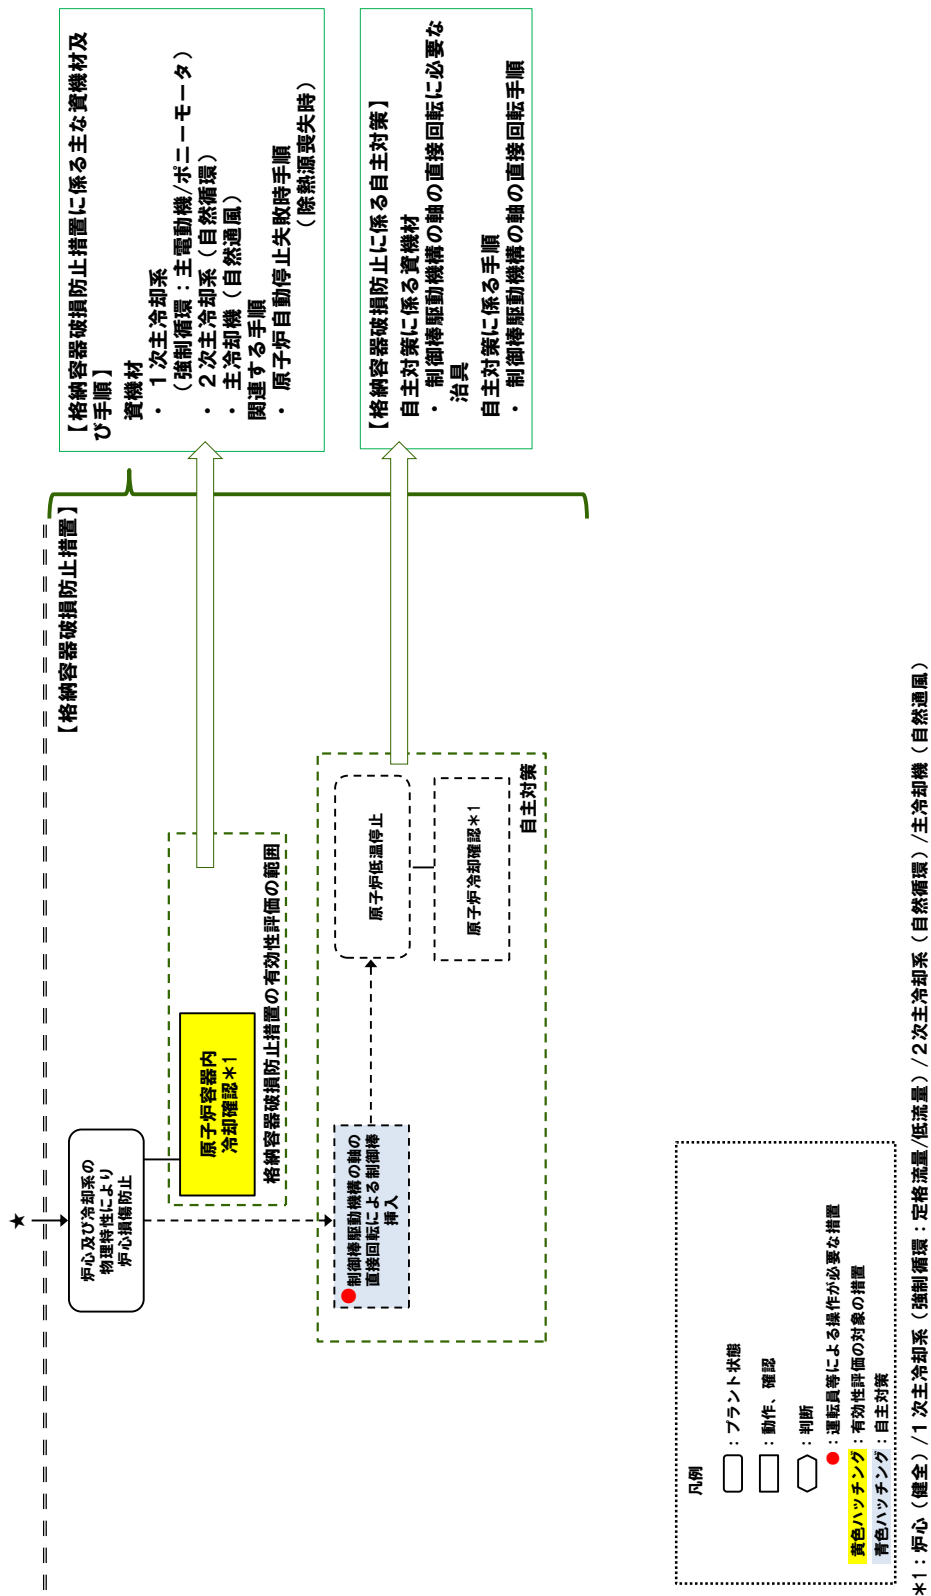 【格納容器破損防止措置】
★
炉心及び冷却系の
物理特性により
炉心損傷防止
原子炉容器内
冷却確認＊1
格納容器破損防止措置の有効性評価の範囲
●制御棒駆動機構の軸の
直接回転による制御棒
挿入
原子炉低温停止
原子炉冷却確認＊1
自主対策
【格納容器破損防止措置に係る主な資機材及
び手順】
資機材
・ １次主冷却系
（強制循環：主電動機/ポニーモータ）
・ ２次主冷却系（自然循環）
・ 主冷却機（自然通風）
関連する手順
・ 原子炉自動停止失敗時手順
（除熱源喪失時）
【格納容器破損防止に係る自主対策】
自主対策に係る資機材
・ 制御棒駆動機構の軸の直接回転に必要な
治具
自主対策に係る手順
・ 制御棒駆動機構の軸の直接回転手順
凡例
：プラント状態
：動作、確認
：判断
●：運転員等による操作が必要な措置
黄色ハッチング：有効性評価の対象の措置
青色ハッチング：自主対策
＊1：炉心（健全）/１次主冷却系（強制循環：定格流量/低流量）/２次主冷却系（自然循環）/主冷却機（自然通風）